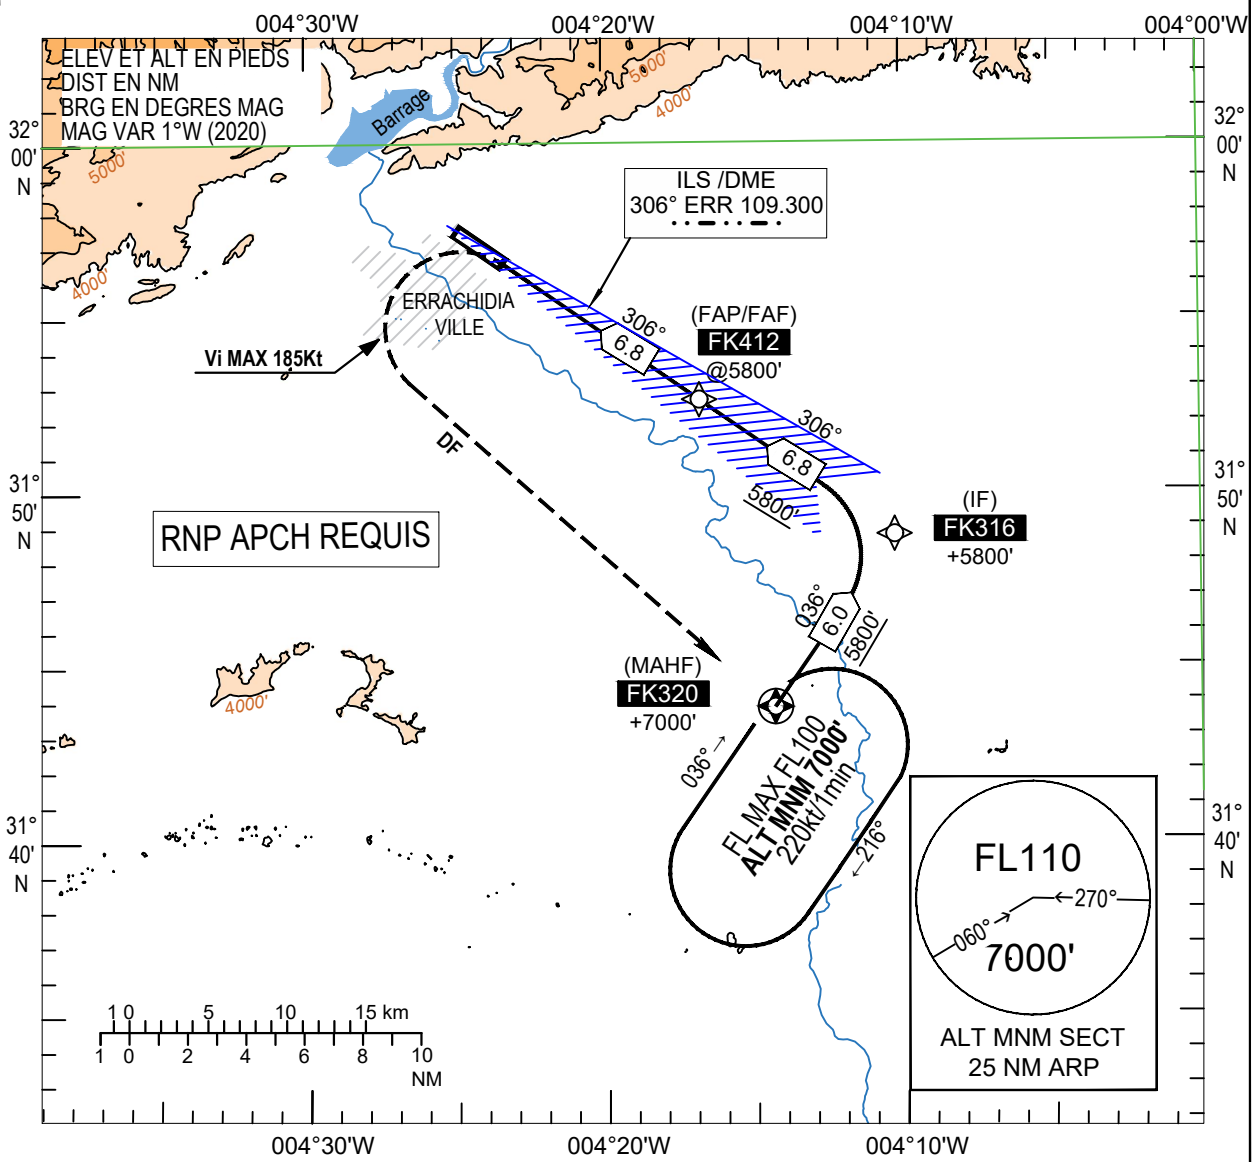 004°30'W
004°20'W
004°10'W
004°00'W
ELEV ET ALT EN PIEDS
DIST EN NM
BRG EN DEGRES MAG
MAG VAR 1°W (2020)
Barrage
5000'
4000'
32°
00'
N
32°
00'
N
5000'
4000'
ILS /DME
306° ERR 109.300
ERRACHIDIA
VILLE
306°
6.8
(FAP/FAF)
FK412
@5800'
Vi MAX 185Kt
306°
6.8
DF
5800'
31°
50'
N
31°
50'
N
(IF)
FK316
+5800'
RNP APCH REQUIS
036°
6.0
5800'
(MAHF)
FK320
+7000'
4000'
036° →
FL MAX FL100
ALT MNM 7000'
220kt/1min
←216°
31°
40'
N
31°
40'
N
FL110
←270°
060°→
7000'
ALT MNM SECT
25 NM ARP
1 0 5 10 15 km
1 0 2 4 6 8 10
NM
004°30'W
004°20'W
004°10'W